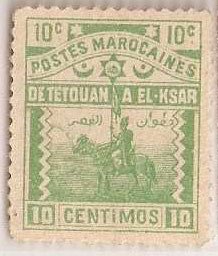 10c 10c
POSTES MAROCAINES
DE TETOUAN A EL-KSAR
تطوان القصر
10 CENTIMOS 10